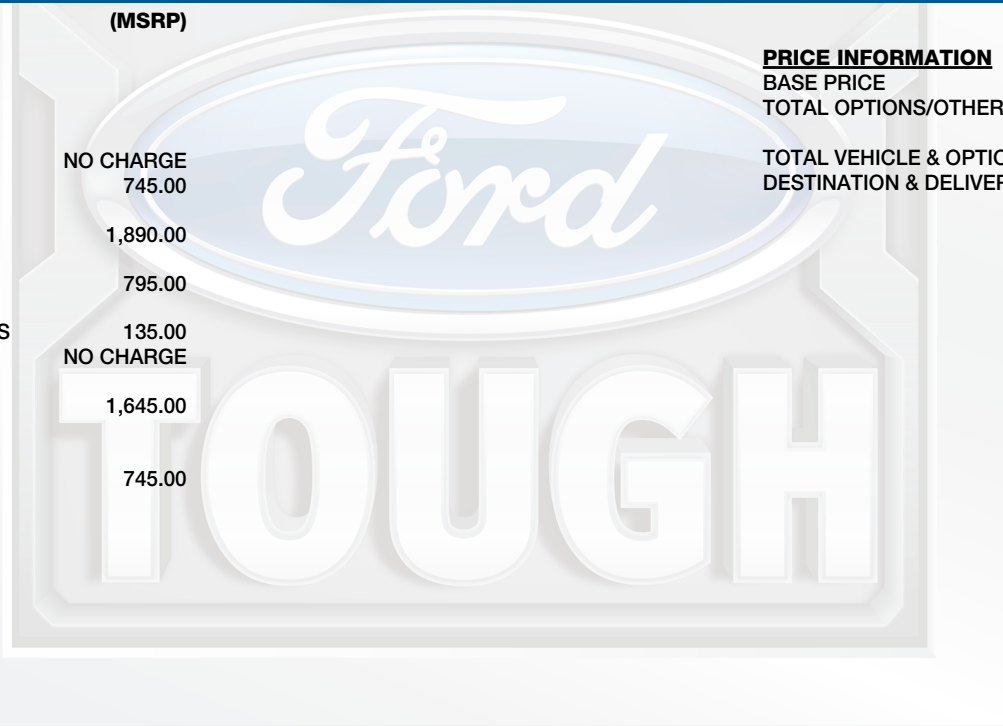 (MSRP)
PRICE INFORMATION
BASE PRICE
TOTAL OPTIONS/OTHER
NO CHARGE
745.00
TOTAL VEHICLE & OPTIO
DESTINATION & DELIVER
1,890.00
795.00
S 135.00
NO CHARGE
1,645.00
745.00
Ford
TOUGH